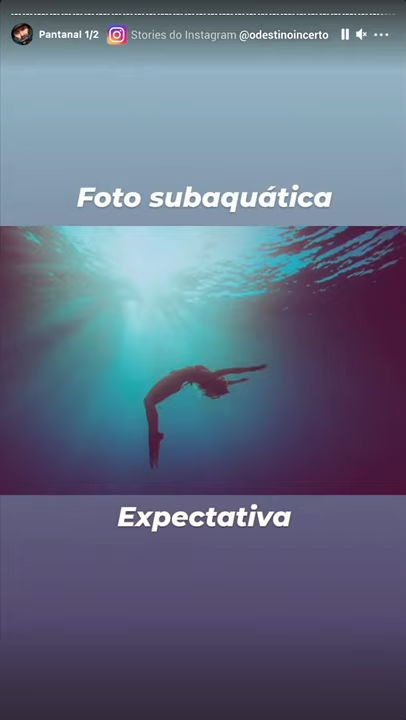 Pantanal 1/2 Stories do Instagram @odestinoincerto
Foto subaquática
Expectativa